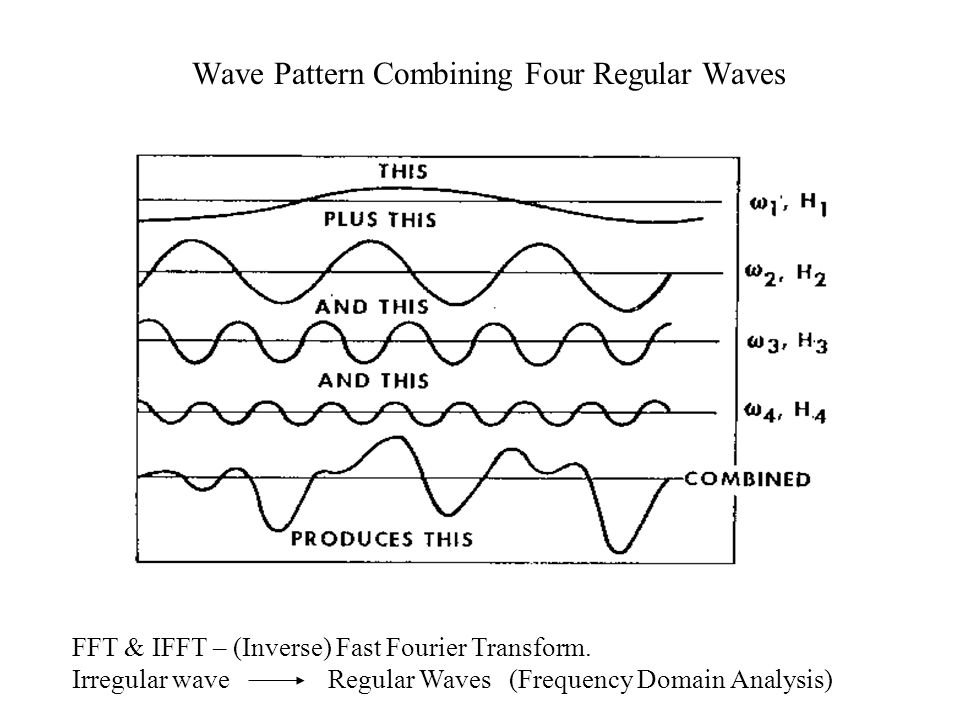 Wave Pattern Combining Four Regular Waves
THIS
ω1, H1
PLUS THIS
ω2, H2
AND THIS
ω3, H3
AND THIS
ω4, H4
COMBINED
PRODUCES THIS
FFT & IFFT – (Inverse) Fast Fourier Transform.
Irregular wave → Regular Waves (Frequency Domain Analysis)